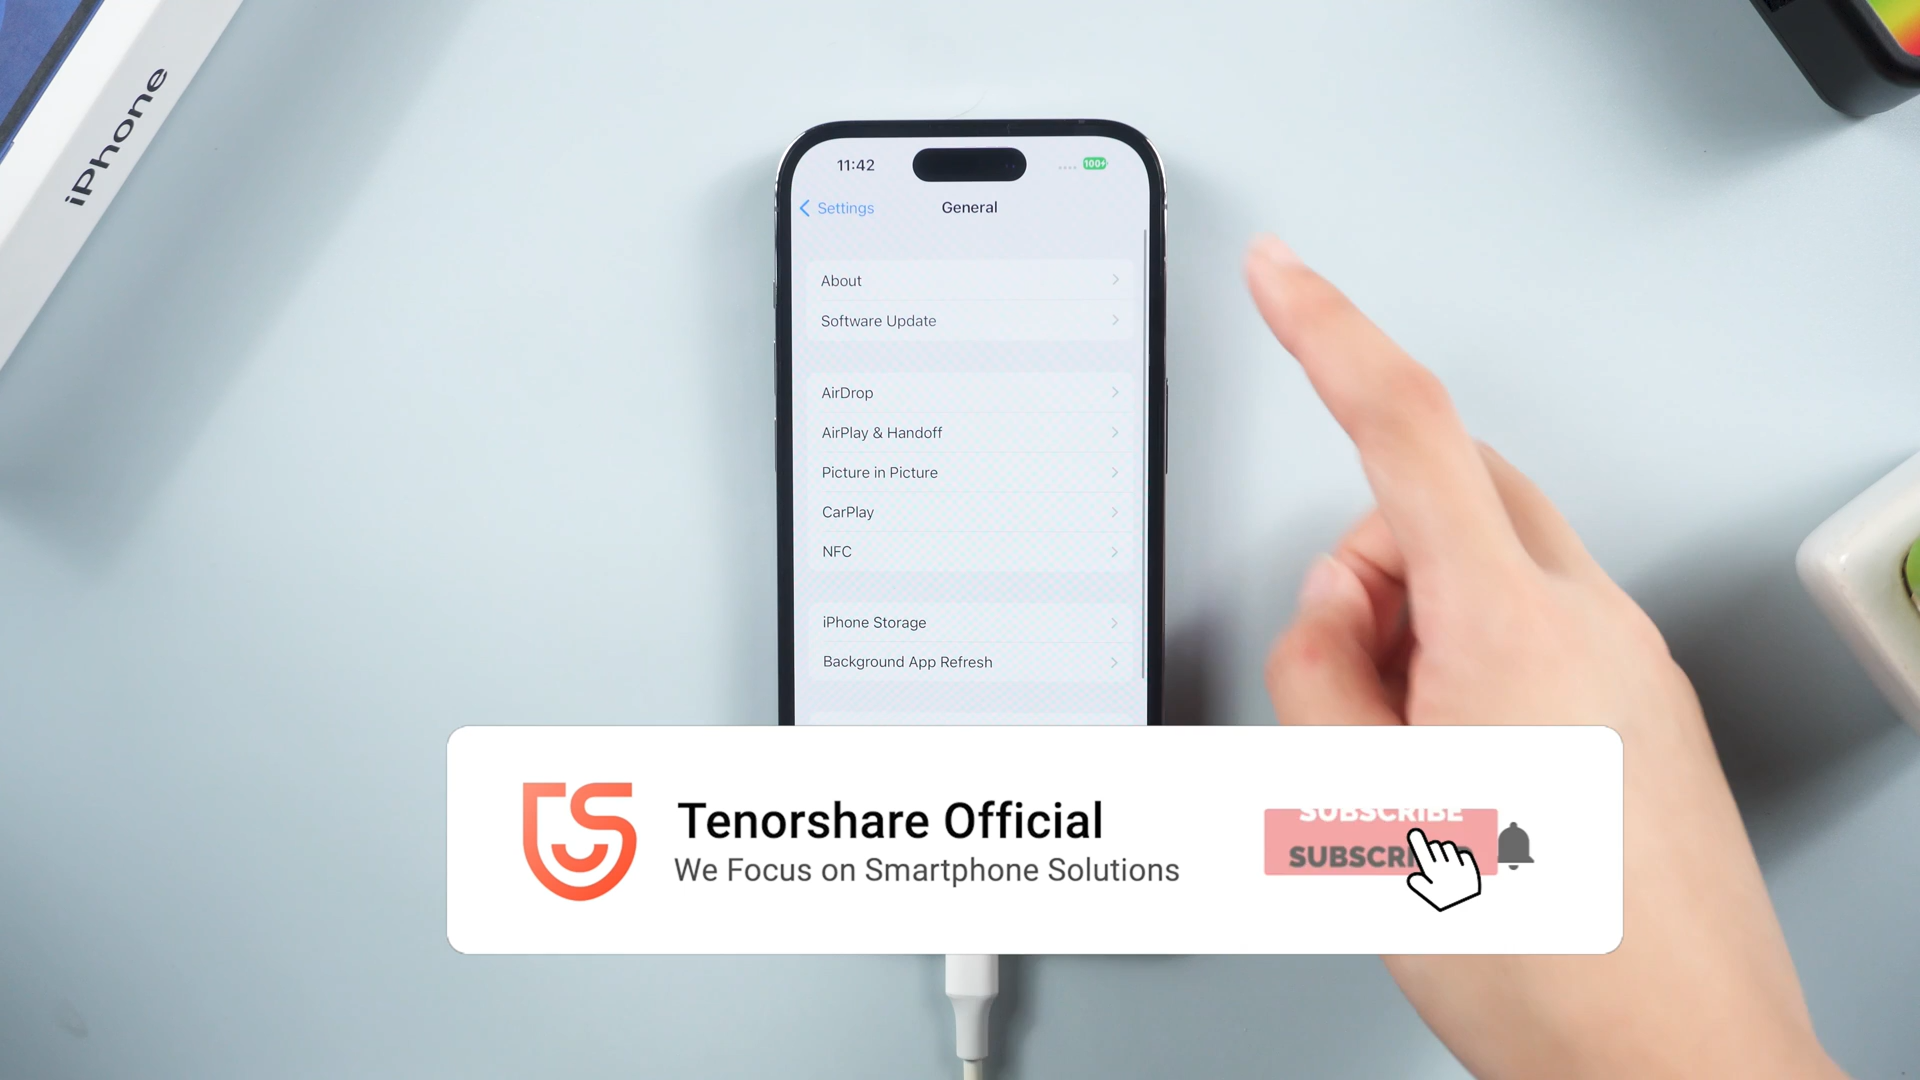 iPhone
11:42
100+
Settings
General
About
Software Update
AirDrop
AirPlay & Handoff
Picture in Picture
CarPlay
NFC
iPhone Storage
Background App Refresh
Tenorshare Official
We Focus on Smartphone Solutions
SUBSCRIBE